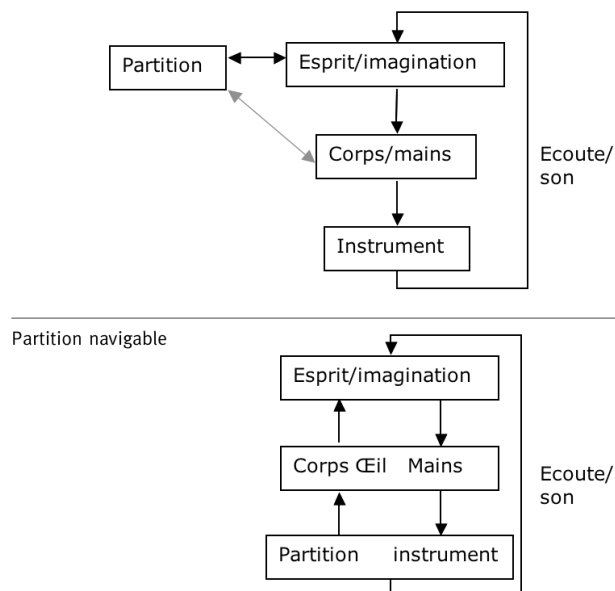 Partition
Esprit/imagination
Corps/mains
Ecoute/
son
Instrument
Partition navigable
Esprit/imagination
Corps Œil Mains
Ecoute/
son
Partition instrument